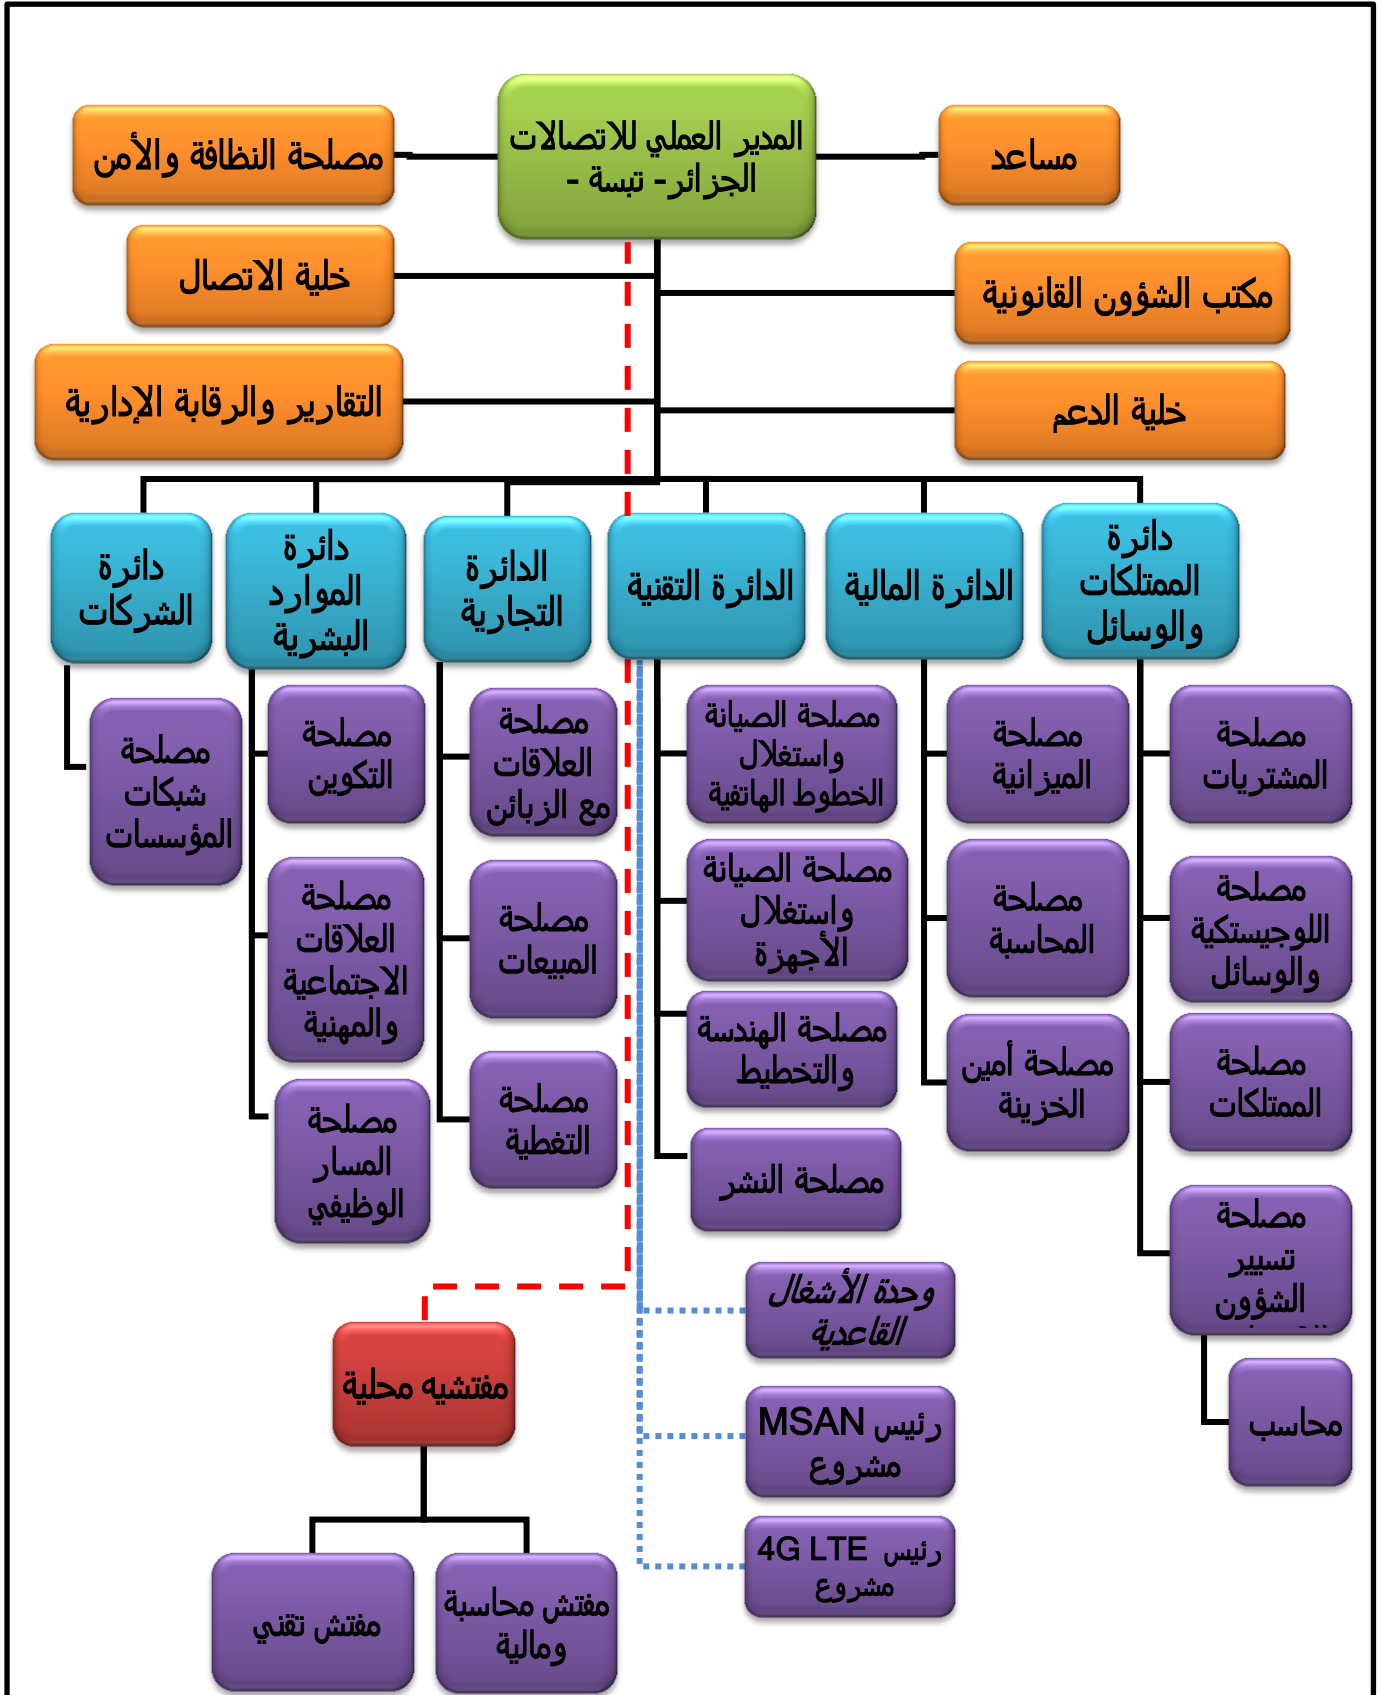 المدير العملي للاتصالات
الجزائر- تبسة -
مساعد
مصلحة النظافة والأمن
خلية الاتصال
مكتب الشؤون القانونية
التقارير والرقابة الإدارية
خلية الدعم
دائرة
الممتلكات
والوسائل
الدائرة المالية
الدائرة التقنية
الدائرة
التجارية
دائرة
الموارد
البشرية
دائرة
الشركات
مصلحة
المشتريات
مصلحة
اللوجيستكية
والوسائل
مصلحة
الممتلكات
مصلحة
تسيير
الشؤون
محاسب
مصلحة
الميزانية
مصلحة
المحاسبة
مصلحة أمين
الخزينة
مصلحة الصيانة
واستغلال
الخطوط الهاتفية
مصلحة الصيانة
واستغلال
الأجهزة
مصلحة الهندسة
والتخطيط
مصلحة النشر
وحدة الأشغال
القاعدية
رئيس MSAN
مشروع
رئيس 4G LTE
مشروع
مصلحة
العلاقات
مع الزبائن
مصلحة
المبيعات
مصلحة
التغطية
مصلحة
التكوين
مصلحة
العلاقات
الاجتماعية
والمهنية
مصلحة
المسار
الوظيفي
مصلحة
شبكات
المؤسسات
مفتشيه محلية
مفتش محاسبة
ومالية
مفتش تقني